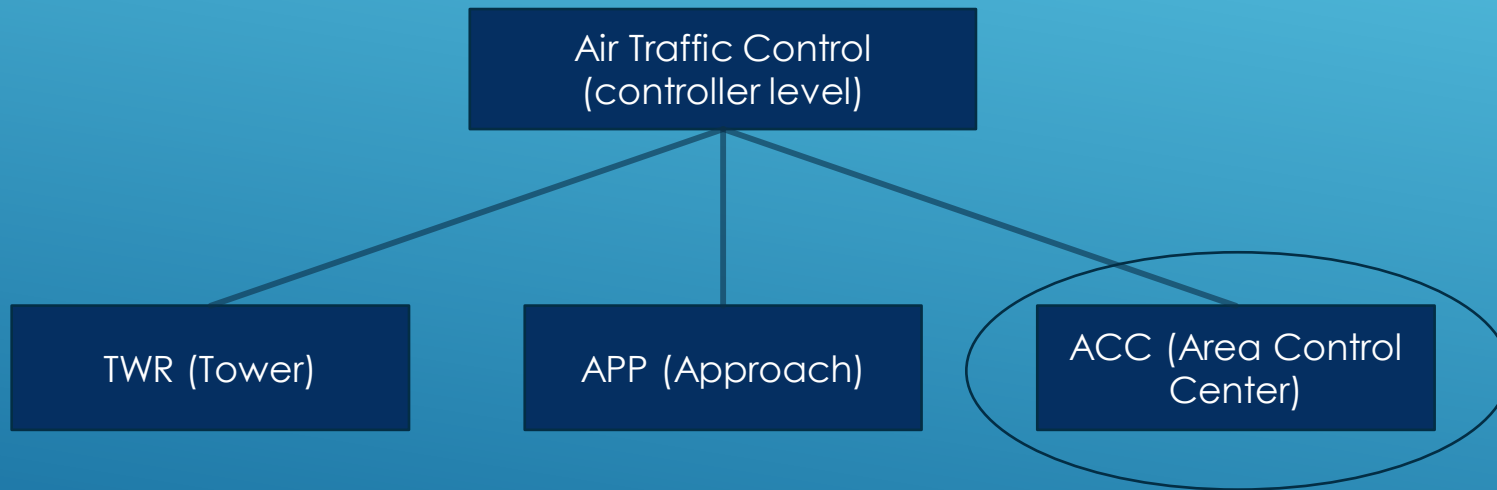 Air Traffic Control
(controller level)
TWR (Tower)
APP (Approach)
ACC (Area Control
Center)